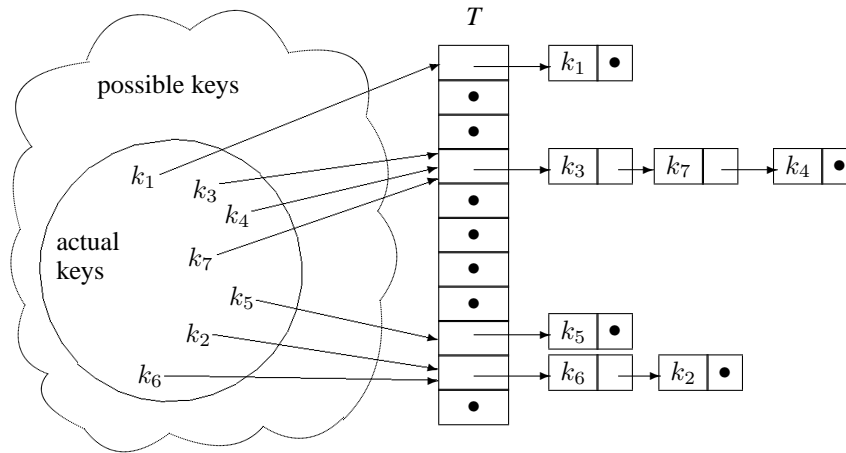 T
possible keys
k₁
k₁
k₃
k₄
k₃
k₇
k₄
actual
keys
k₇
k₅
k₂
k₅
k₆
k₆
k₂